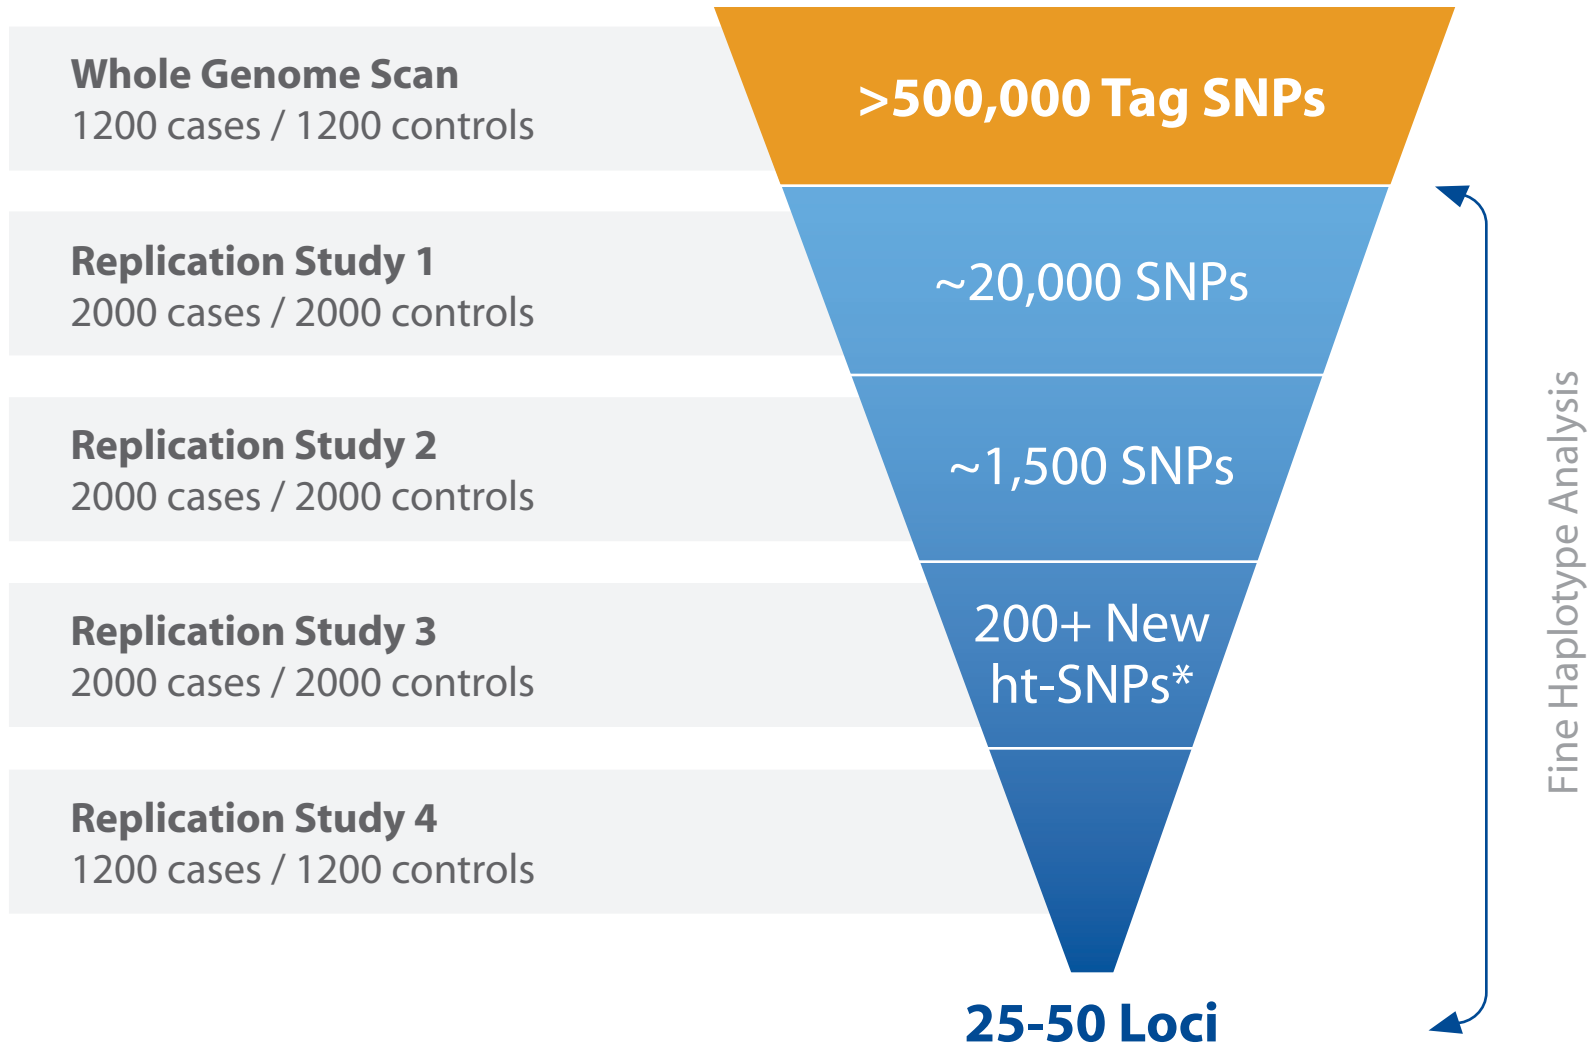 Whole Genome Scan
1200 cases / 1200 controls
>500,000 Tag SNPs
Replication Study 1
2000 cases / 2000 controls
~20,000 SNPs
Replication Study 2
2000 cases / 2000 controls
~1,500 SNPs
Replication Study 3
2000 cases / 2000 controls
200+ New
ht-SNPs*
Replication Study 4
1200 cases / 1200 controls
25-50 Loci
Fine Haplotype Analysis